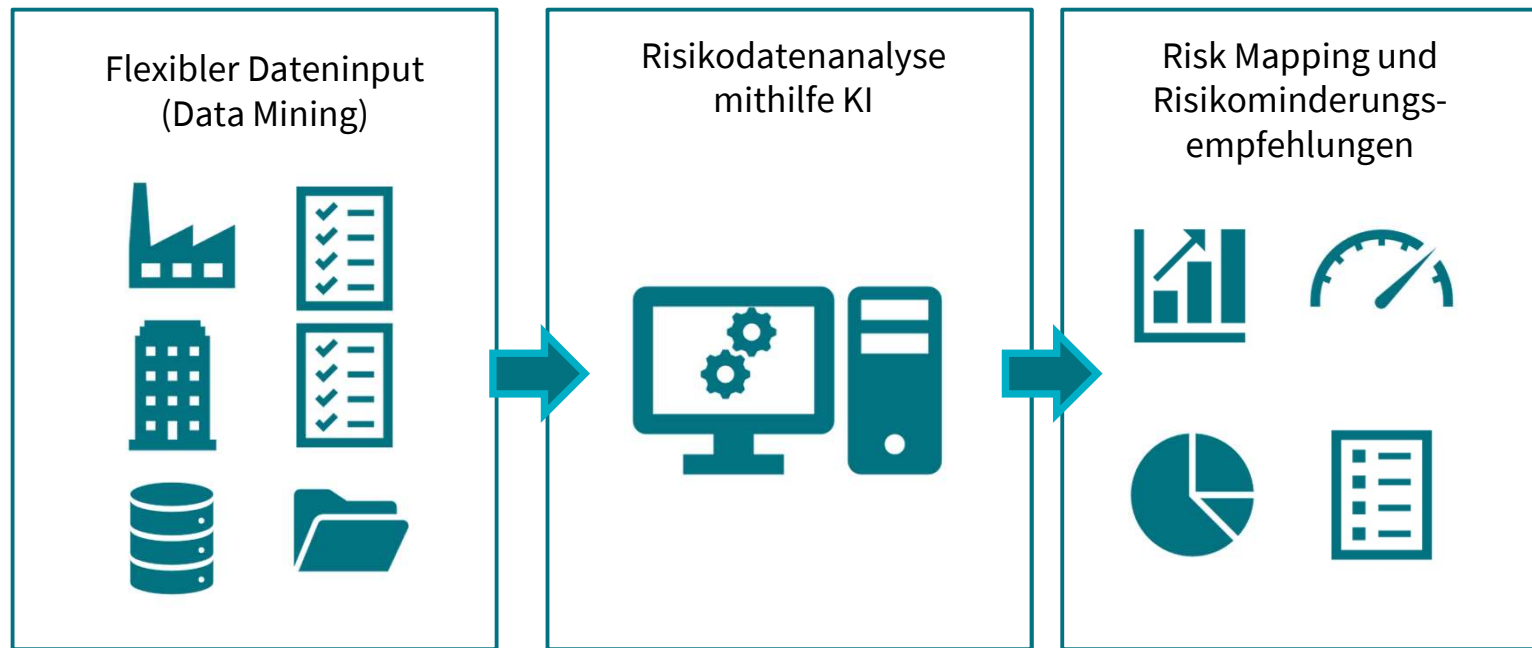 Flexibler Dateninput
(Data Mining)
Risikodatenanalyse
mithilfe KI
Risk Mapping und
Risikominderungs-
empfehlungen